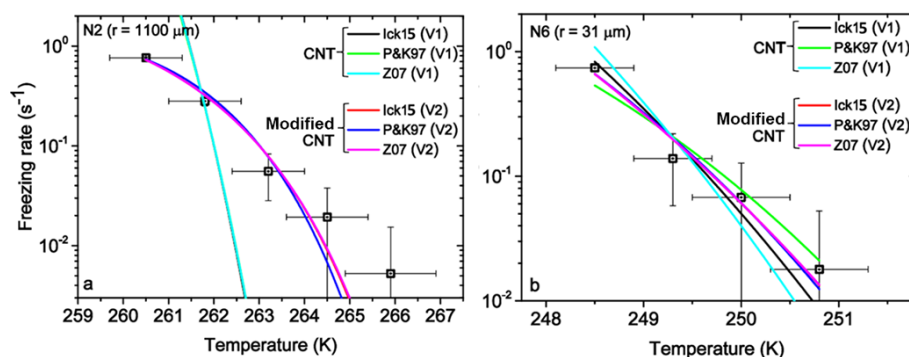 N2 (r = 1100 µm)
CNT
Ick15 (V1)
P&K97 (V1)
Z07 (V1)
Modified
CNT
Ick15 (V2)
P&K97 (V2)
Z07 (V2)
Freezing rate (s⁻¹)
10⁰
10⁻¹
10⁻²
a
259 260 261 262 263 264 265 266 267
Temperature (K)
N6 (r = 31 µm)
CNT
Ick15 (V1)
P&K97 (V1)
Z07 (V1)
Modified
CNT
Ick15 (V2)
P&K97 (V2)
Z07 (V2)
10⁰
10⁻¹
10⁻²
b
248 249 250 251
Temperature (K)